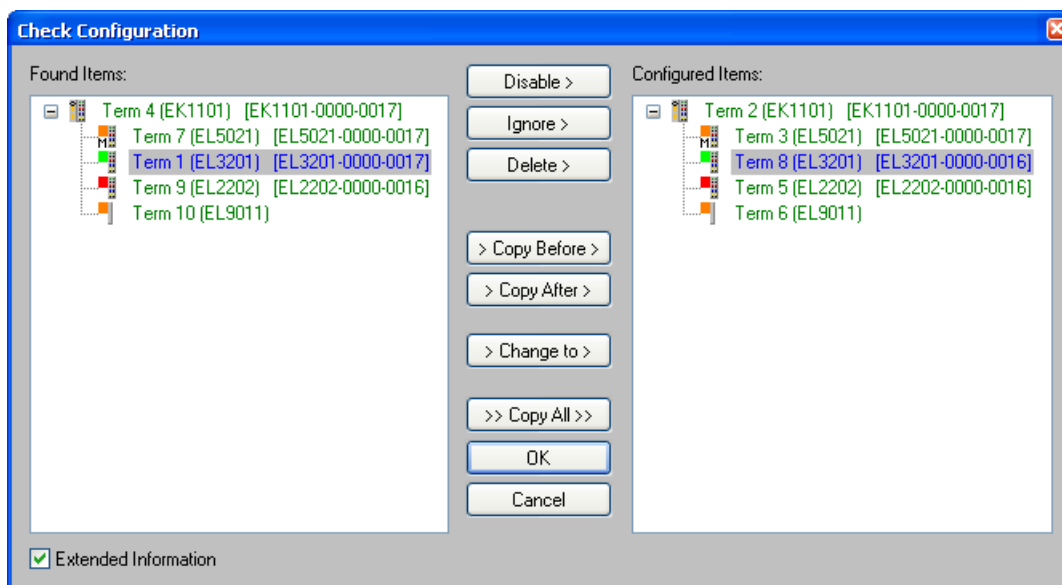 Check Configuration
Found Items:
Term 4 (EK1101) [EK1101-0000-0017]
Term 7 (EL5021) [EL5021-0000-0017]
Term 1 (EL3201) [EL3201-0000-0017]
Term 9 (EL2202) [EL2202-0000-0016]
Term 10 (EL9011)
Disable >
Ignore >
Delete >
> Copy Before >
> Copy After >
> Change to >
>> Copy All >>
OK
Cancel
Configured Items:
Term 2 (EK1101) [EK1101-0000-0017]
Term 3 (EL5021) [EL5021-0000-0017]
Term 8 (EL3201) [EL3201-0000-0016]
Term 5 (EL2202) [EL2202-0000-0016]
Term 6 (EL9011)
Extended Information